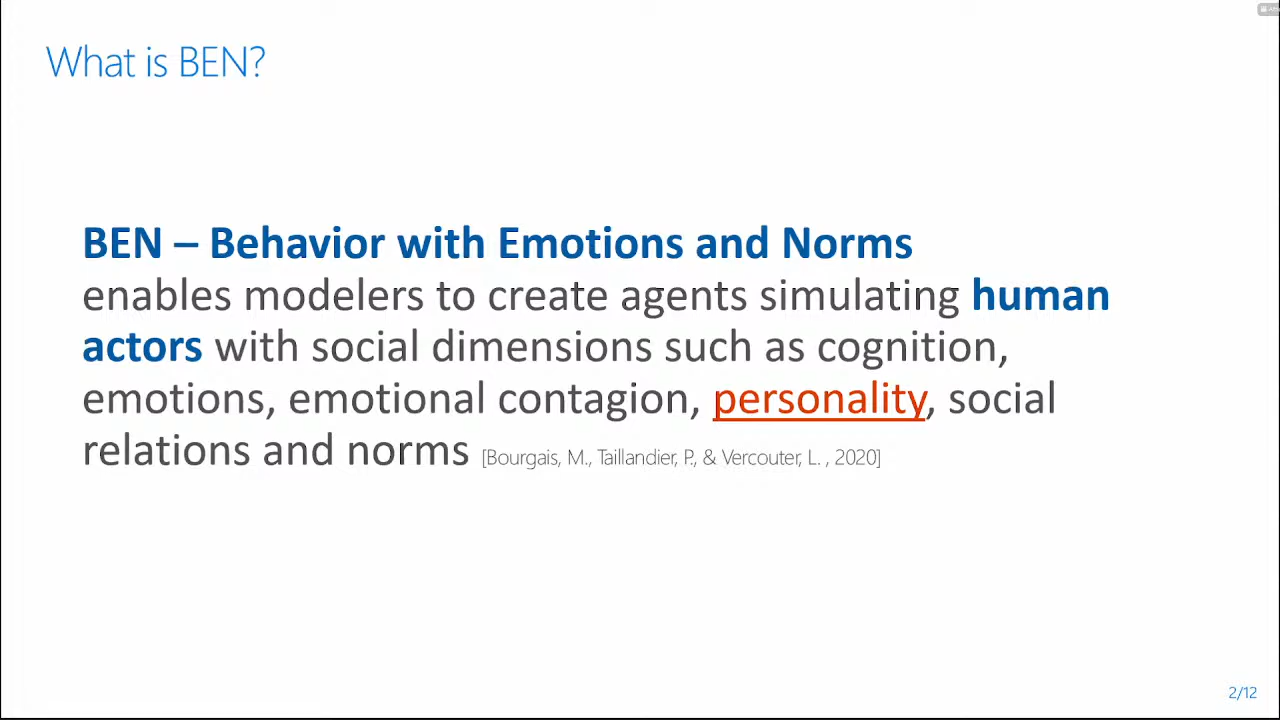 What is BEN?
BEN – Behavior with Emotions and Norms
enables modelers to create agents simulating human
actors with social dimensions such as cognition,
emotions, emotional contagion, personality, social
relations and norms [Bourgais, M., Taillandier, P., & Vercouter, L. , 2020]
2/12